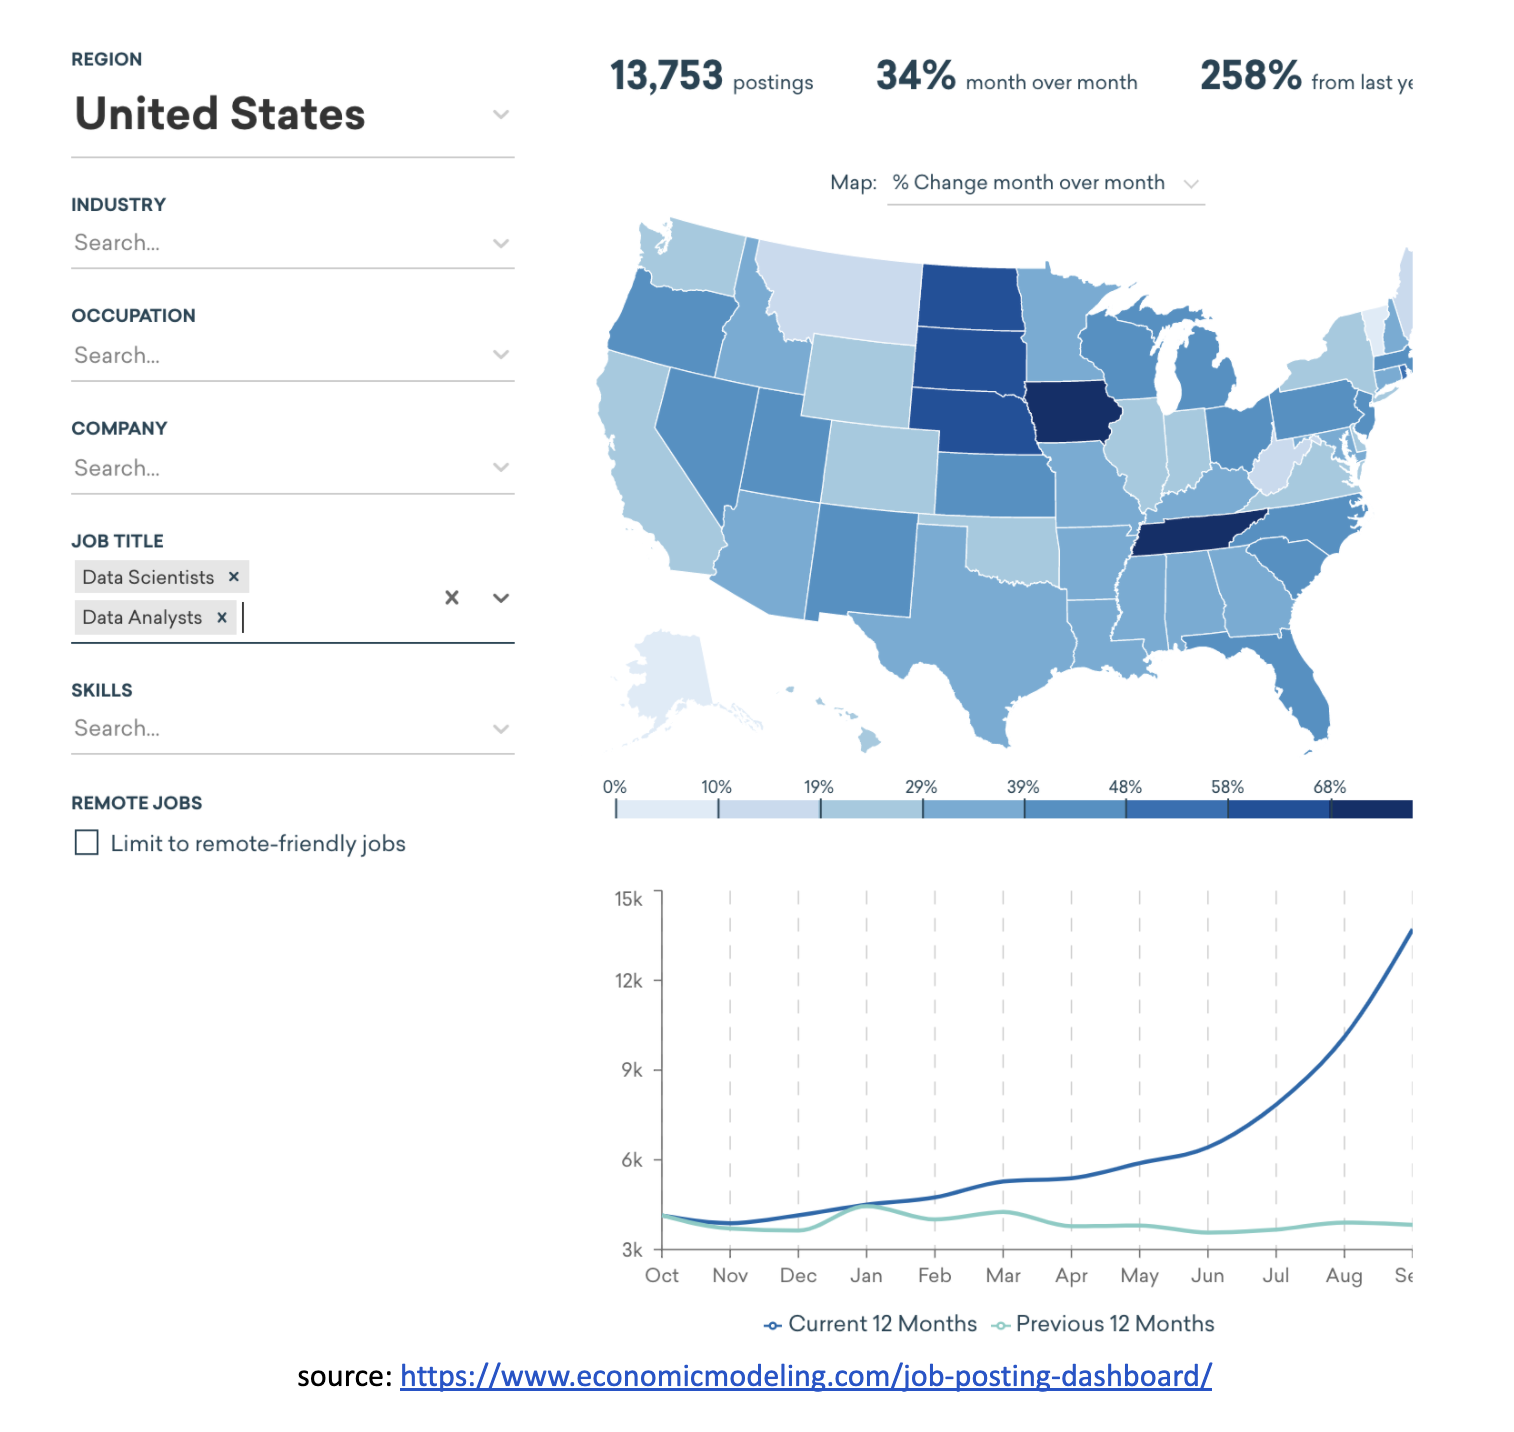 REGION
United States
INDUSTRY
Search...
OCCUPATION
Search...
COMPANY
Search...
JOB TITLE
Data Scientists ×
Data Analysts ×
SKILLS
Search...
REMOTE JOBS
Limit to remote-friendly jobs
13,753 postings
34% month over month
258% from last ye
Map: % Change month over month
0% 10% 19% 29% 39% 48% 58% 68%
15k
12k
9k
6k
3k
Oct Nov Dec Jan Feb Mar Apr May Jun Jul Aug Se
Current 12 Months Previous 12 Months
source: https://www.economicmodeling.com/job-posting-dashboard/